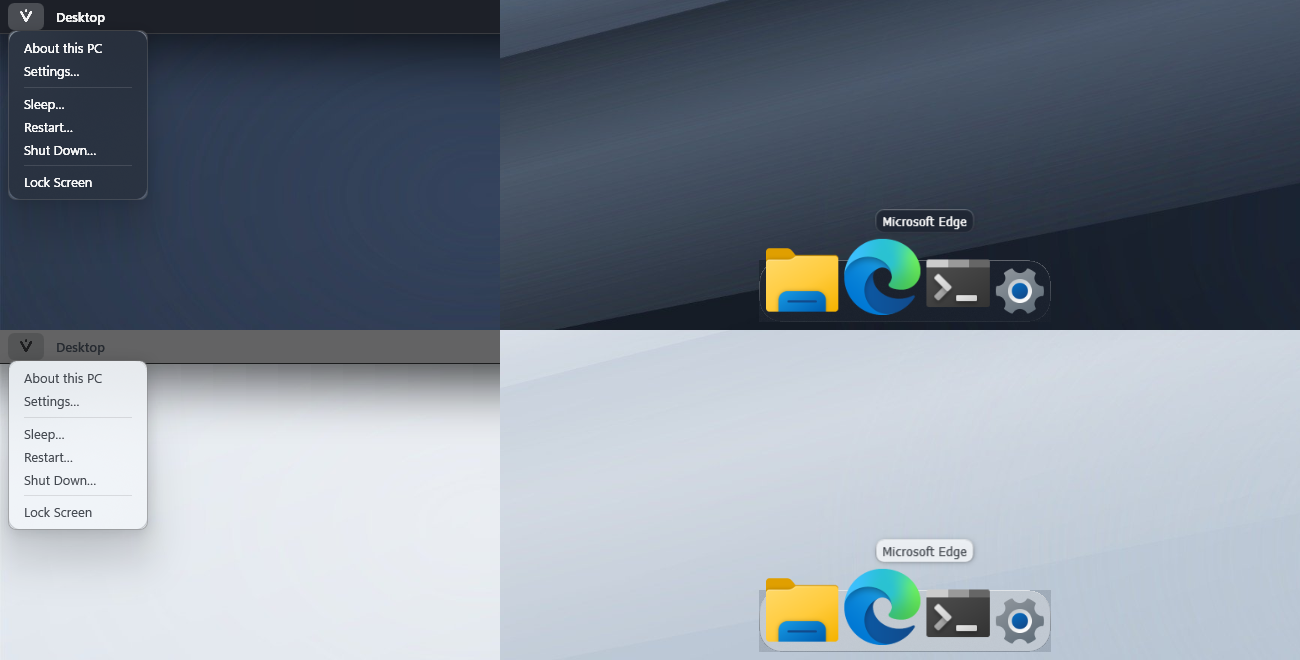 Desktop
About this PC
Settings...
Sleep...
Restart...
Shut Down...
Lock Screen
Microsoft Edge
Desktop
About this PC
Settings...
Sleep...
Restart...
Shut Down...
Lock Screen
Microsoft Edge